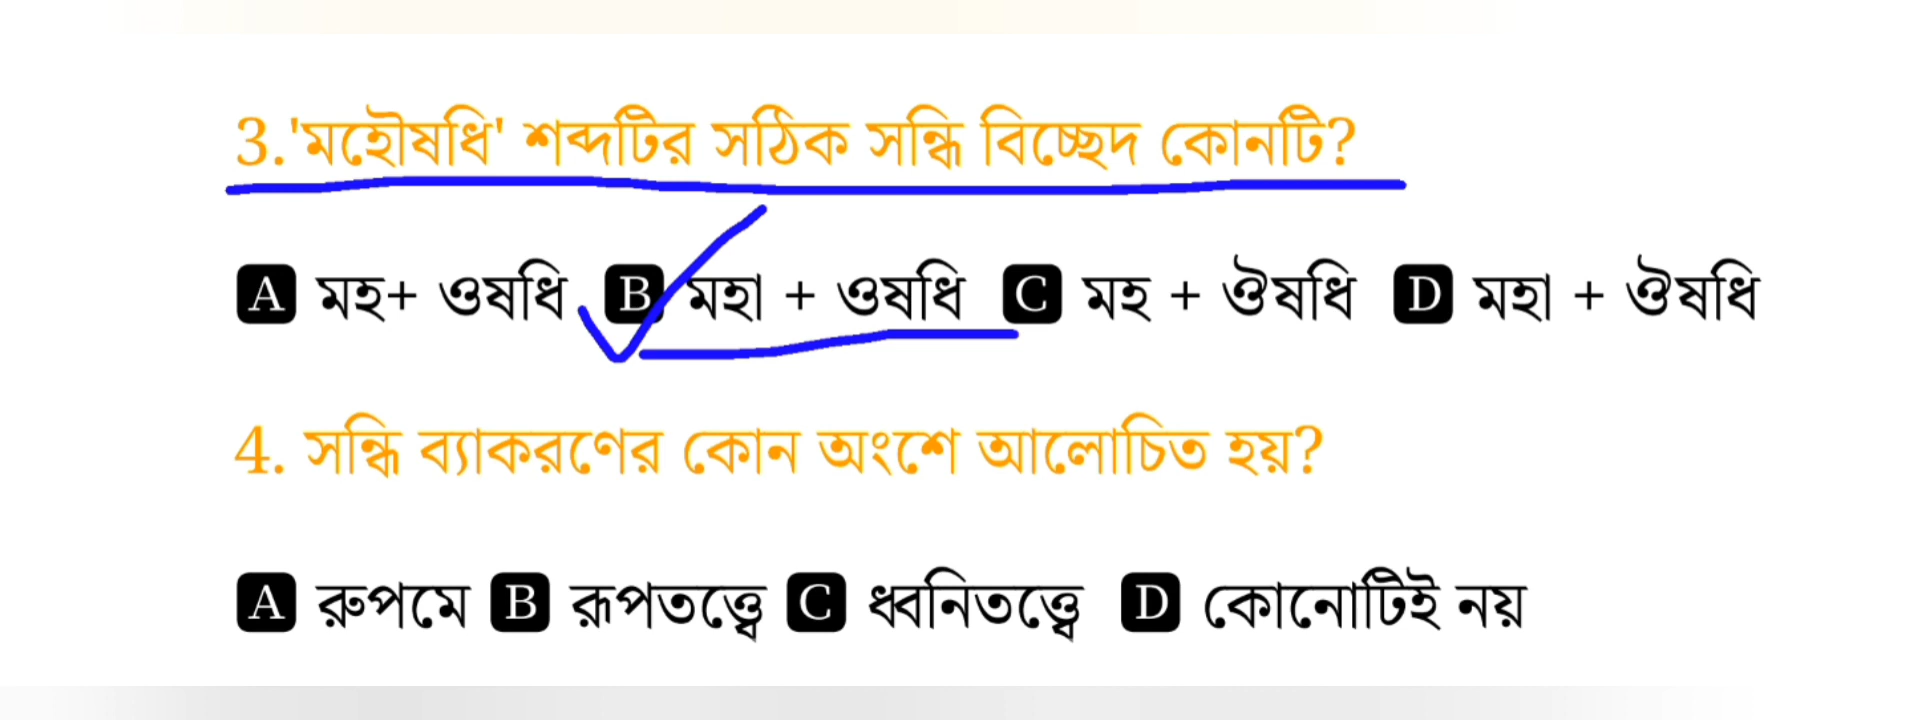 3.'মহৌষধি' শব্দটির সঠিক সন্ধি বিচ্ছেদ কোনটি?
A মহ+ ওষধি B মহা + ওষধি C মহ + ঔষধি D মহা + ঔষধি
4. সন্ধি ব্যাকরণের কোন অংশে আলোচিত হয়?
A রুপমে B রূপতত্ত্বে C ধ্বনিতত্ত্বে D কোনোটিই নয়